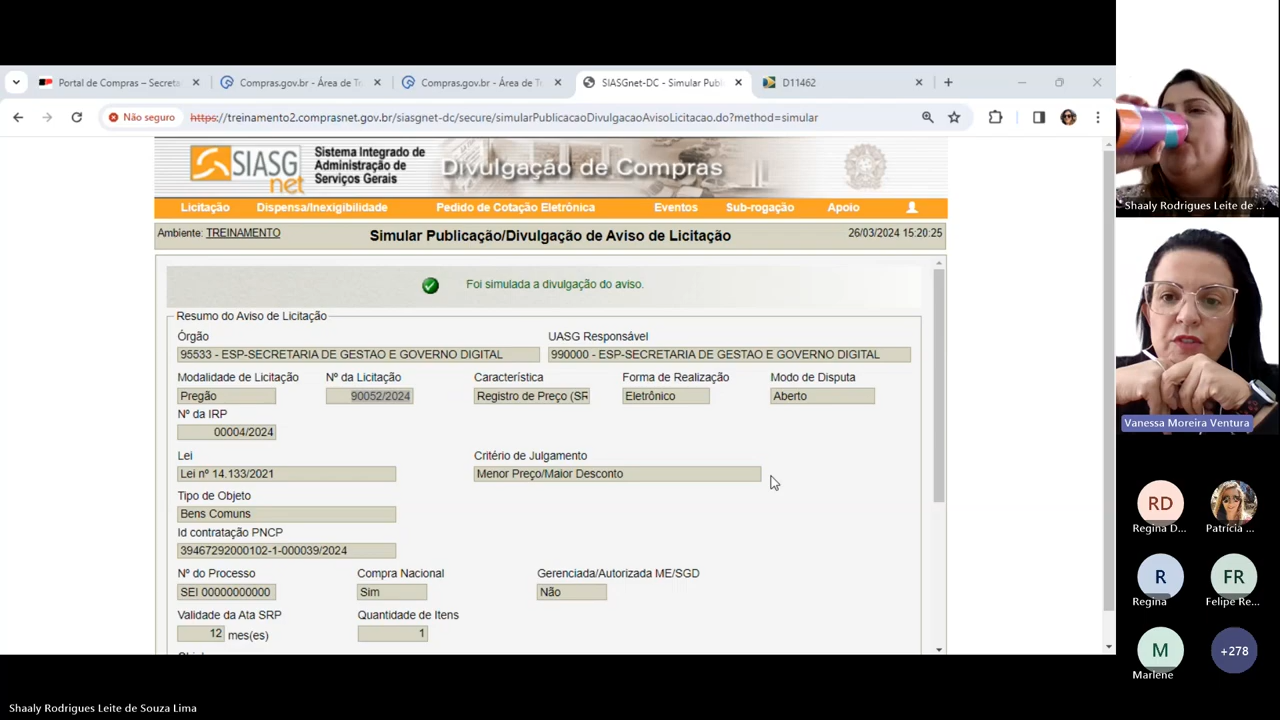 Portal de Compras – Secreta
Compras.gov.br - Área de Tr
Compras.gov.br - Área de Tr
SIASGnet-DC - Simular Publi
D11462
Não seguro
https://treinamento2.comprasnet.gov.br/siasgnet-dc/secure/simularPublicacaoDivulgacaoAvisoLicitacao.do?method=simular
SIASG
net
Sistema Integrado de
Administração de
Serviços Gerais
Divulgação de Compras
Licitação
Dispensa/Inexigibilidade
Pedido de Cotação Eletrônica
Eventos
Sub-rogação
Apoio
Ambiente: TREINAMENTO
Simular Publicação/Divulgação de Aviso de Licitação
26/03/2024 15:20:25
Foi simulada a divulgação do aviso.
Resumo do Aviso de Licitação
Órgão
UASG Responsável
95533 - ESP-SECRETARIA DE GESTAO E GOVERNO DIGITAL
990000 - ESP-SECRETARIA DE GESTAO E GOVERNO DIGITAL
Modalidade de Licitação
Nº da Licitação
Característica
Forma de Realização
Modo de Disputa
Pregão
90052/2024
Registro de Preço (SR
Eletrônico
Aberto
Nº da IRP
00004/2024
Lei
Critério de Julgamento
Lei nº 14.133/2021
Menor Preço/Maior Desconto
Tipo de Objeto
Bens Comuns
Id contratação PNCP
39467292000102-1-000039/2024
Nº do Processo
Compra Nacional
Gerenciada/Autorizada ME/SGD
SEI 00000000000
Sim
Não
Validade da Ata SRP
Quantidade de Itens
12 mes(es)
1
Shaaly Rodrigues Leite de ...
Vanessa Moreira Ventura
RD
Regina D...
Patrícia ...
R
Regina
FR
Felipe Re...
M
Marlene
+278
Shaaly Rodrigues Leite de Souza Lima